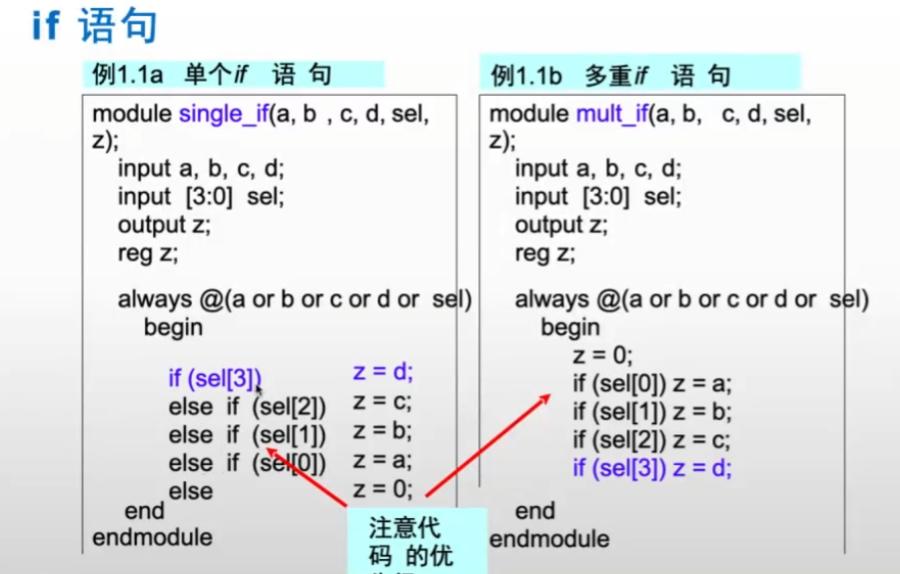 if 语句
例1.1a 单个if 语 句
module single_if(a, b , c, d, sel,
z);
input a, b, c, d;
input [3:0] sel;
output z;
reg z;
always @(a or b or c or d or sel)
begin
if (sel[3]) z = d;
else if (sel[2]) z = c;
else if (sel[1]) z = b;
else if (sel[0]) z = a;
else z = 0;
end
endmodule
例1.1b 多重if 语 句
module mult_if(a, b, c, d, sel,
z);
input a, b, c, d;
input [3:0] sel;
output z;
reg z;
always @(a or b or c or d or sel)
begin
z = 0;
if (sel[0]) z = a;
if (sel[1]) z = b;
if (sel[2]) z = c;
if (sel[3]) z = d;
end
endmodule
注意代
码 的优